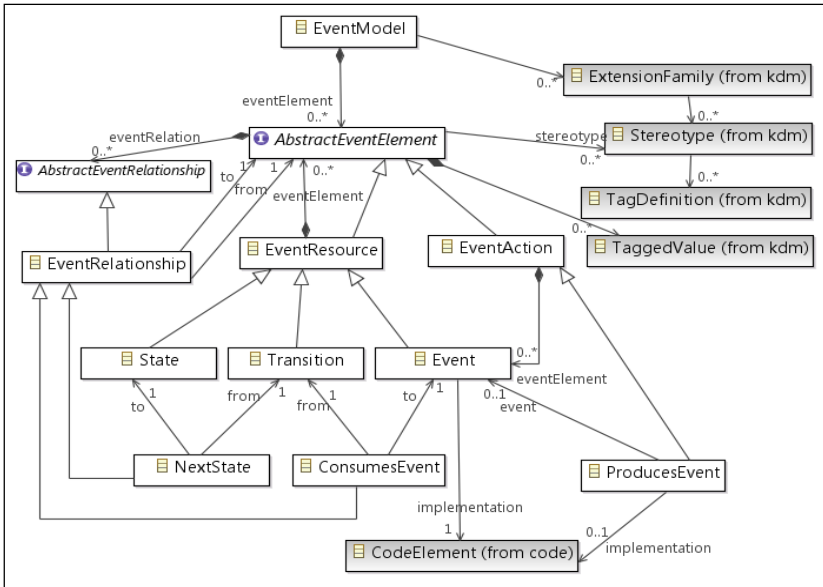 EventModel
ExtensionFamily (from kdm)
0..*
eventElement
0..*
0..*
eventRelation
AbstractEventElement
stereotype
Stereotype (from kdm)
0..*
0..*
I AbstractEventRelationship
1
1
0..*
to
from
eventElement
0..*
TagDefinition (from kdm)
0..*
EventRelationship
EventResource
EventAction
TaggedValue (from kdm)
State
Transition
Event
0..*
eventElement
1
to
from
1
from
1
to
1
0..1
event
NextState
ConsumesEvent
ProducesEvent
implementation
1
0..1
implementation
CodeElement (from code)